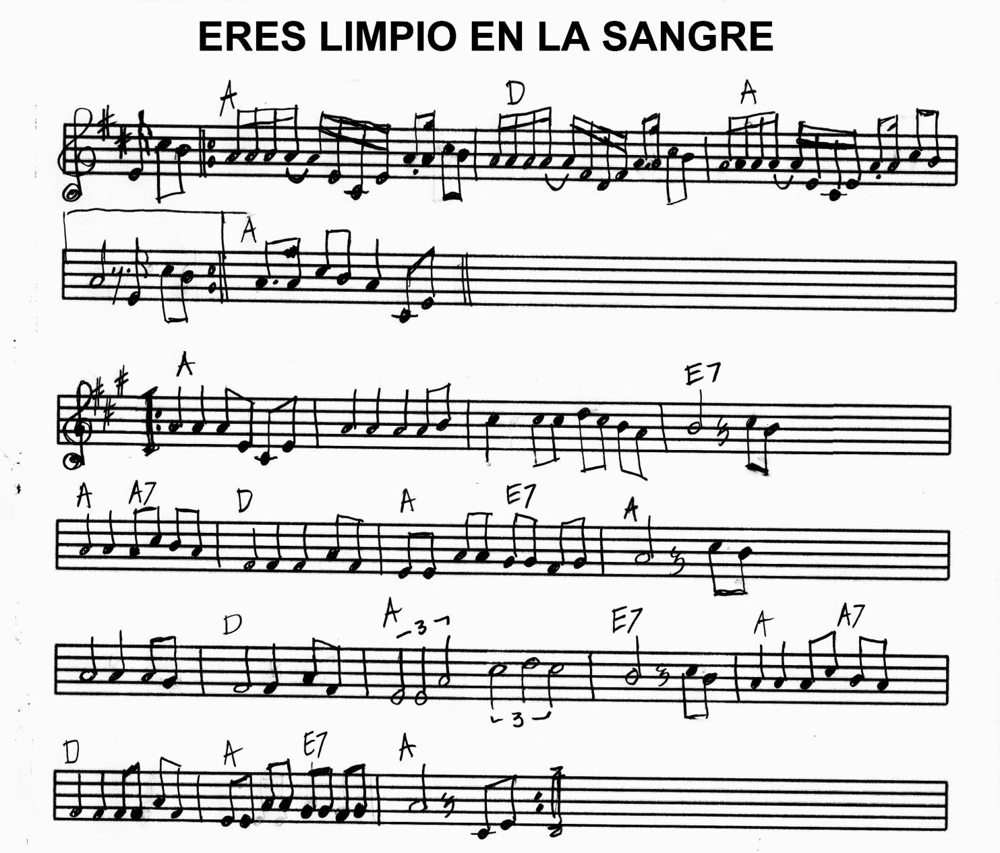 ERES LIMPIO EN LA SANGRE
A D A
A
A E7
A A7 D A E7 A
D A 3 E7 A A7
3
D A E7 A